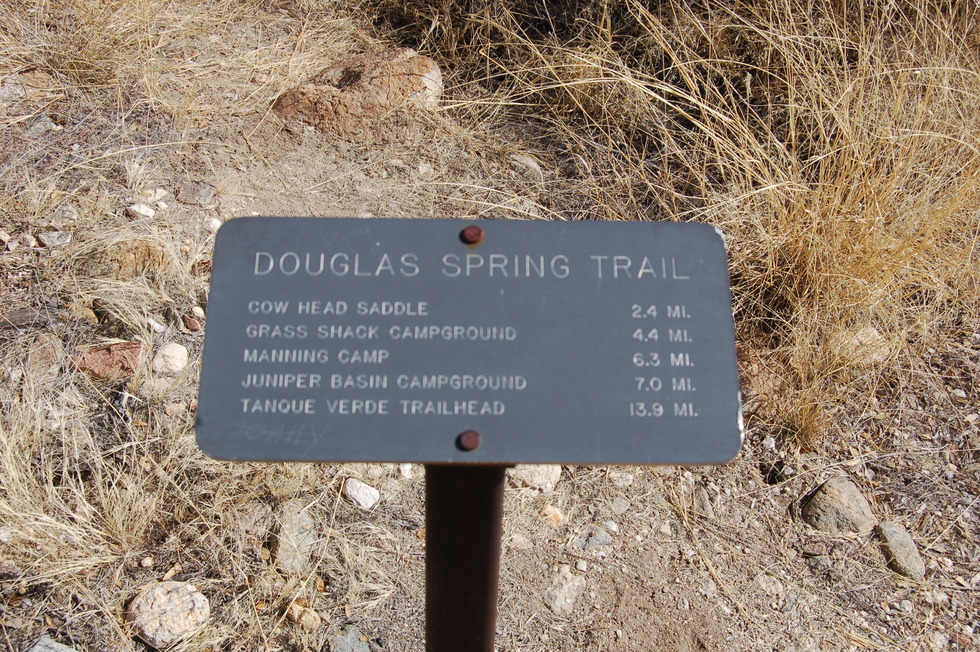 DOUGLAS SPRING TRAIL
COW HEAD SADDLE 2.4 MI.
GRASS SHACK CAMPGROUND 4.4 MI.
MANNING CAMP 6.3 MI.
JUNIPER BASIN CAMPGROUND 7.0 MI.
TANQUE VERDE TRAILHEAD 13.9 MI.